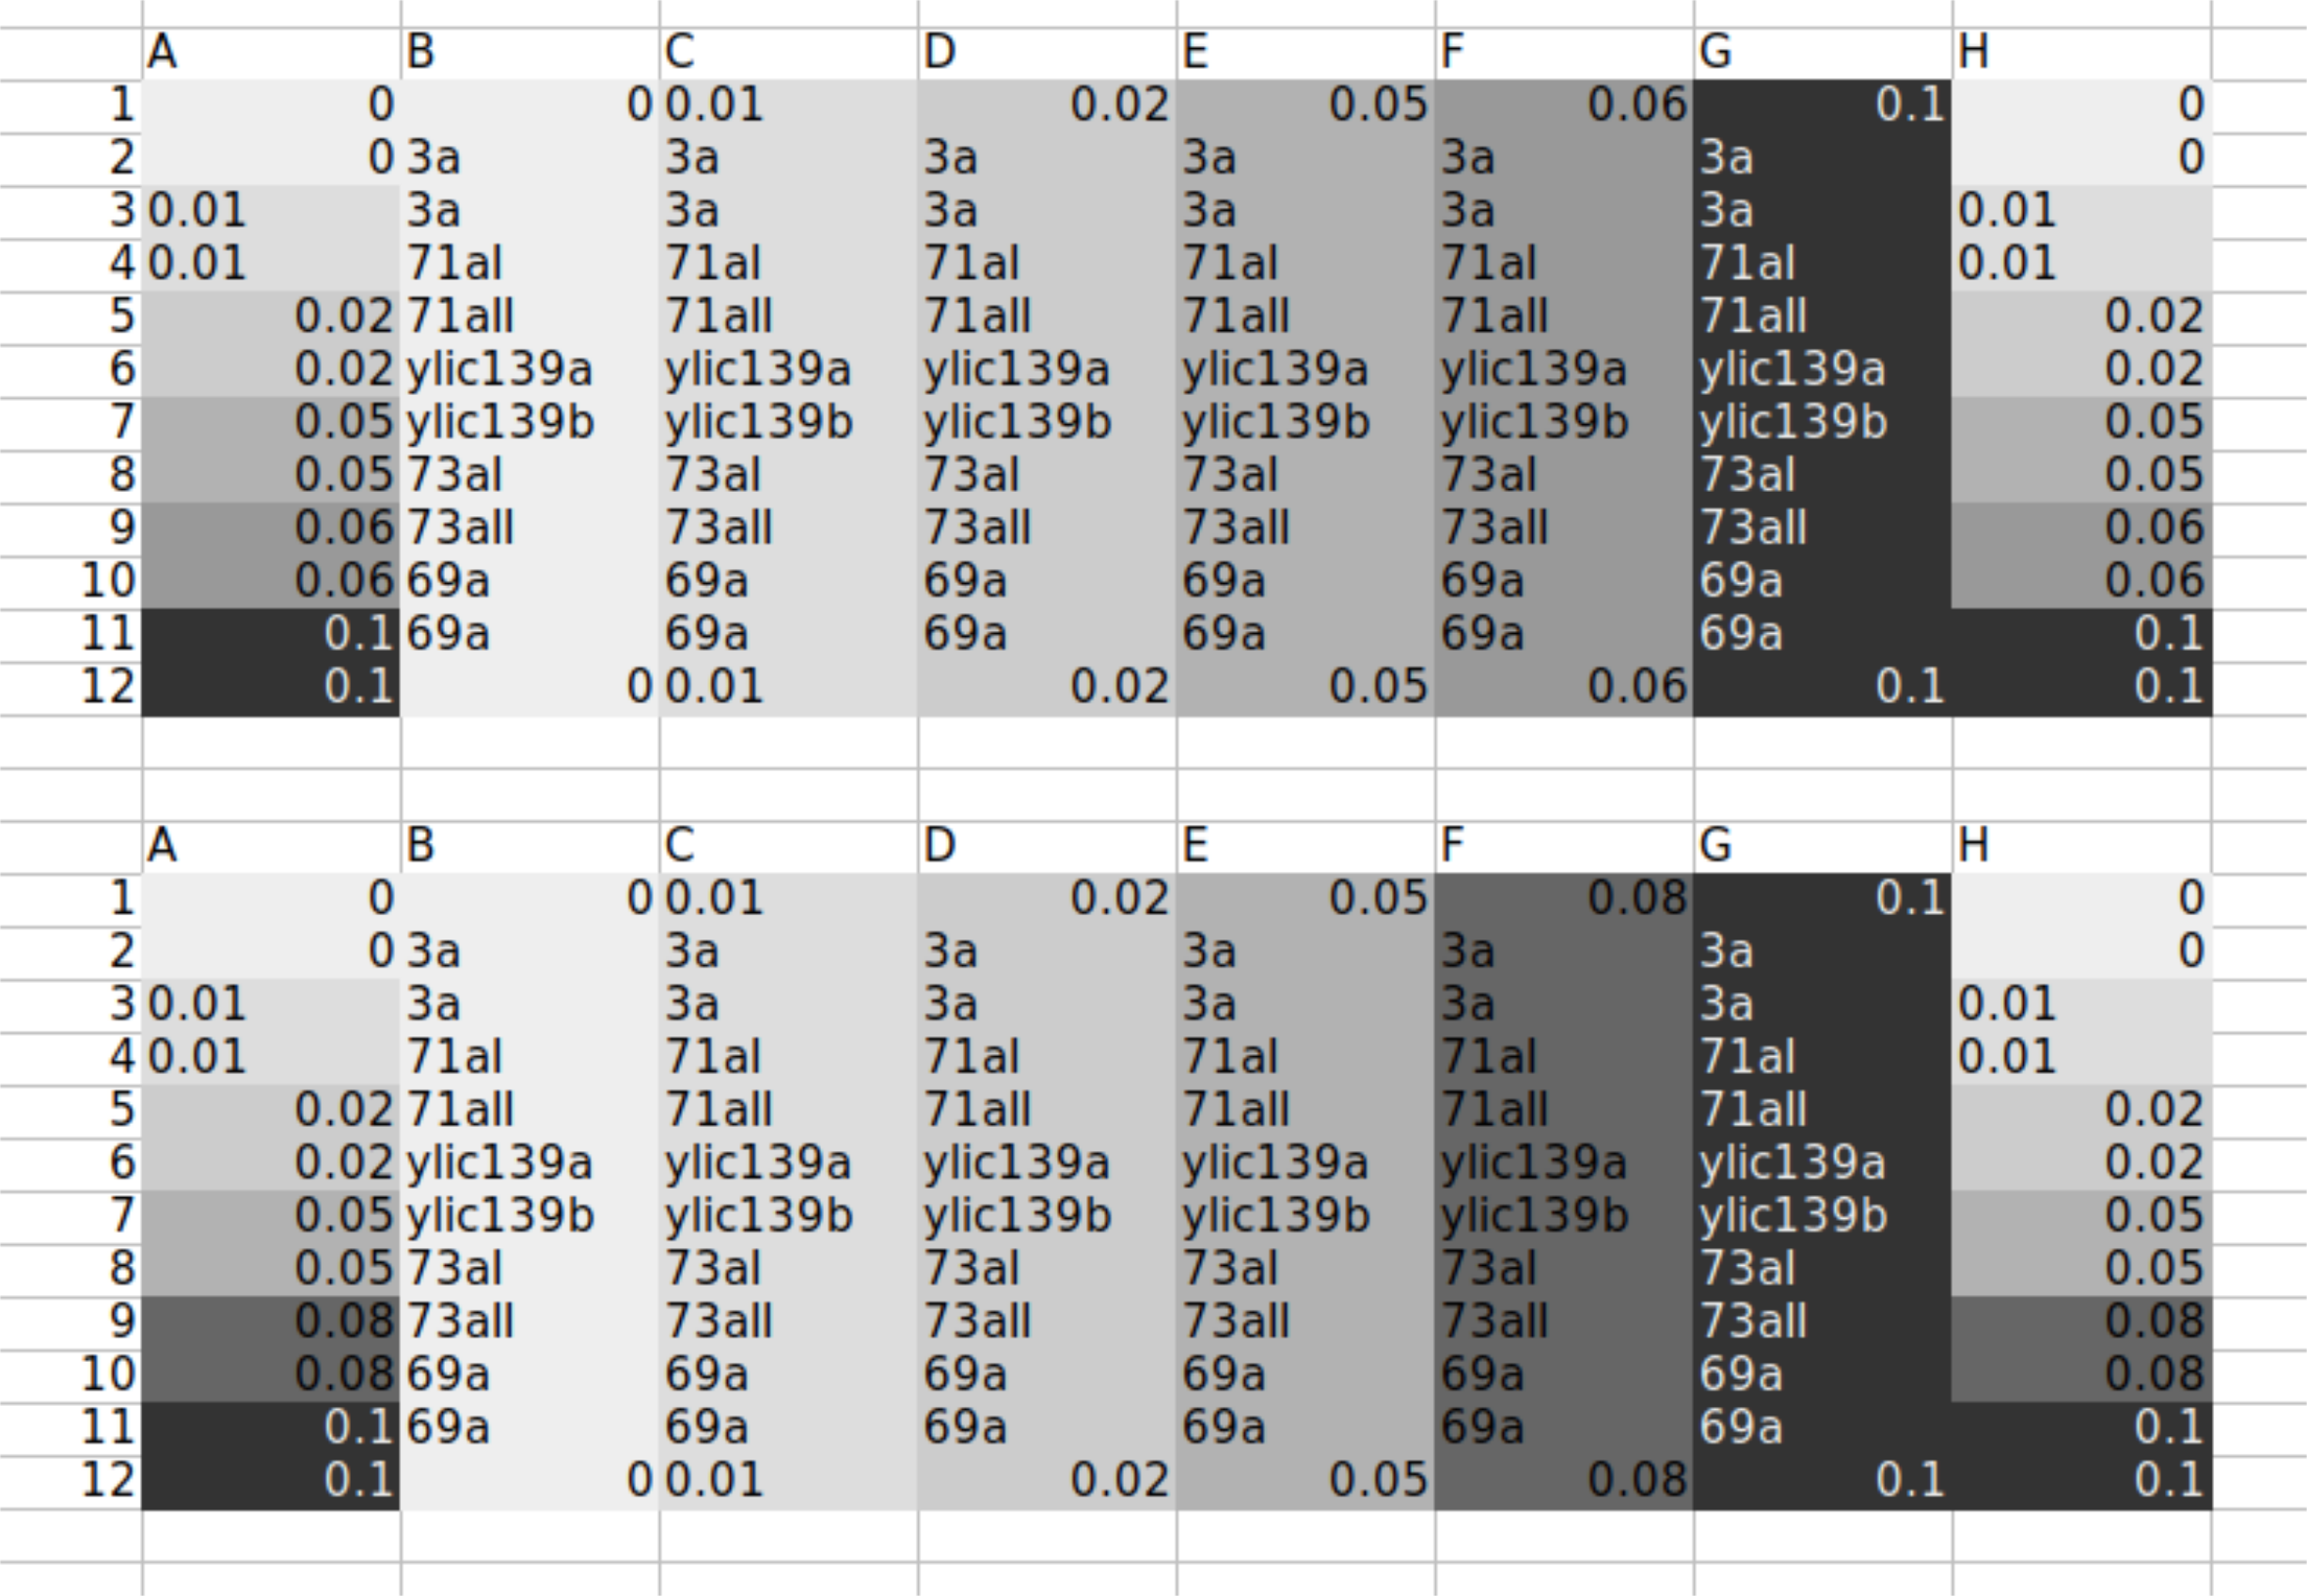 A B C D E F G H
1 0 0 0.01 0.02 0.05 0.06 0.1 0
2 0 3a 3a 3a 3a 3a 3a 0
3 0.01 3a 3a 3a 3a 3a 3a 0.01
4 0.01 71al 71al 71al 71al 71al 71al 0.01
5 0.02 71all 71all 71all 71all 71all 71all 0.02
6 0.02 ylic139a ylic139a ylic139a ylic139a ylic139a ylic139a 0.02
7 0.05 ylic139b ylic139b ylic139b ylic139b ylic139b ylic139b 0.05
8 0.05 73al 73al 73al 73al 73al 73al 0.05
9 0.06 73all 73all 73all 73all 73all 73all 0.06
10 0.06 69a 69a 69a 69a 69a 69a 0.06
11 0.1 69a 69a 69a 69a 69a 69a 0.1
12 0.1 0 0.01 0.02 0.05 0.06 0.1 0.1
A B C D E F G H
1 0 0 0.01 0.02 0.05 0.08 0.1 0
2 0 3a 3a 3a 3a 3a 3a 0
3 0.01 3a 3a 3a 3a 3a 3a 0.01
4 0.01 71al 71al 71al 71al 71al 71al 0.01
5 0.02 71all 71all 71all 71all 71all 71all 0.02
6 0.02 ylic139a ylic139a ylic139a ylic139a ylic139a ylic139a 0.02
7 0.05 ylic139b ylic139b ylic139b ylic139b ylic139b ylic139b 0.05
8 0.05 73al 73al 73al 73al 73al 73al 0.05
9 0.08 73all 73all 73all 73all 73all 73all 0.08
10 0.08 69a 69a 69a 69a 69a 69a 0.08
11 0.1 69a 69a 69a 69a 69a 69a 0.1
12 0.1 0 0.01 0.02 0.05 0.08 0.1 0.1